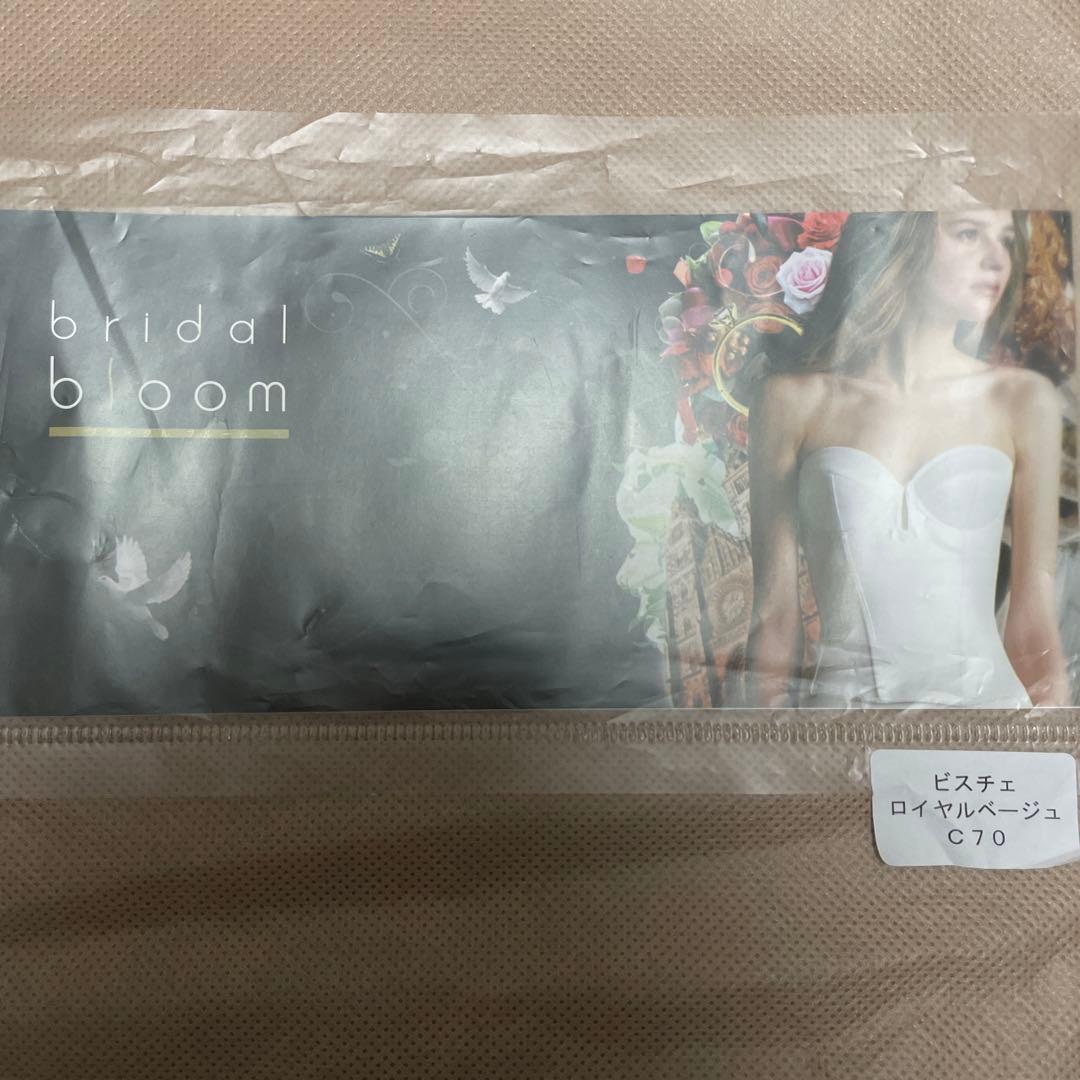 bridal
bloom
ビスチェ
ロイヤルベージュ
C70